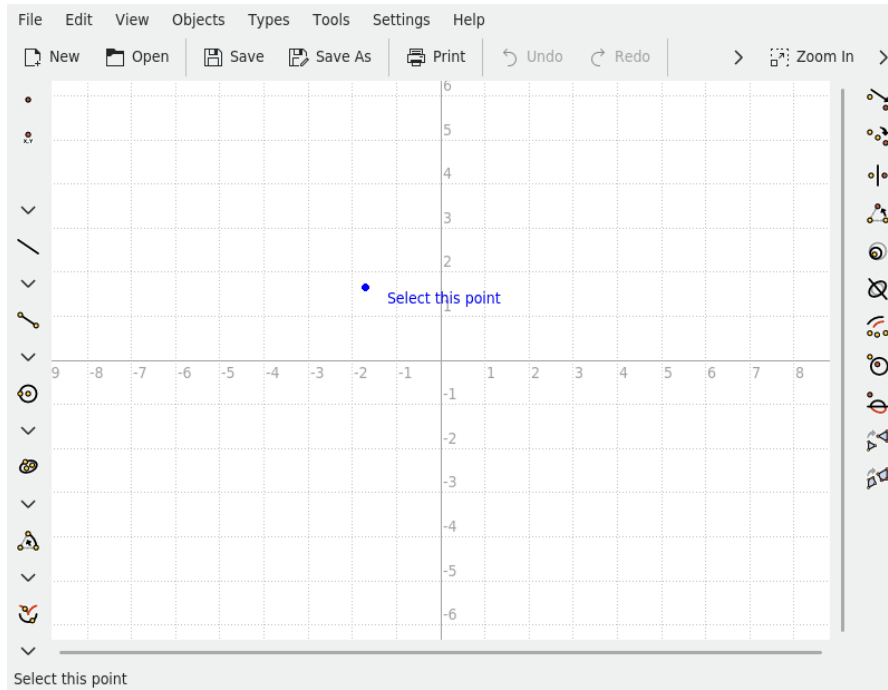 File Edit View Objects Types Tools Settings Help
New Open Save Save As Print Undo Redo Zoom In
X,Y
6
5
4
3
2
Select this point
1
9 -8 -7 -6 -5 -4 -3 -2 -1 1 2 3 4 5 6 7 8
-1
-2
-3
-4
-5
-6
Select this point